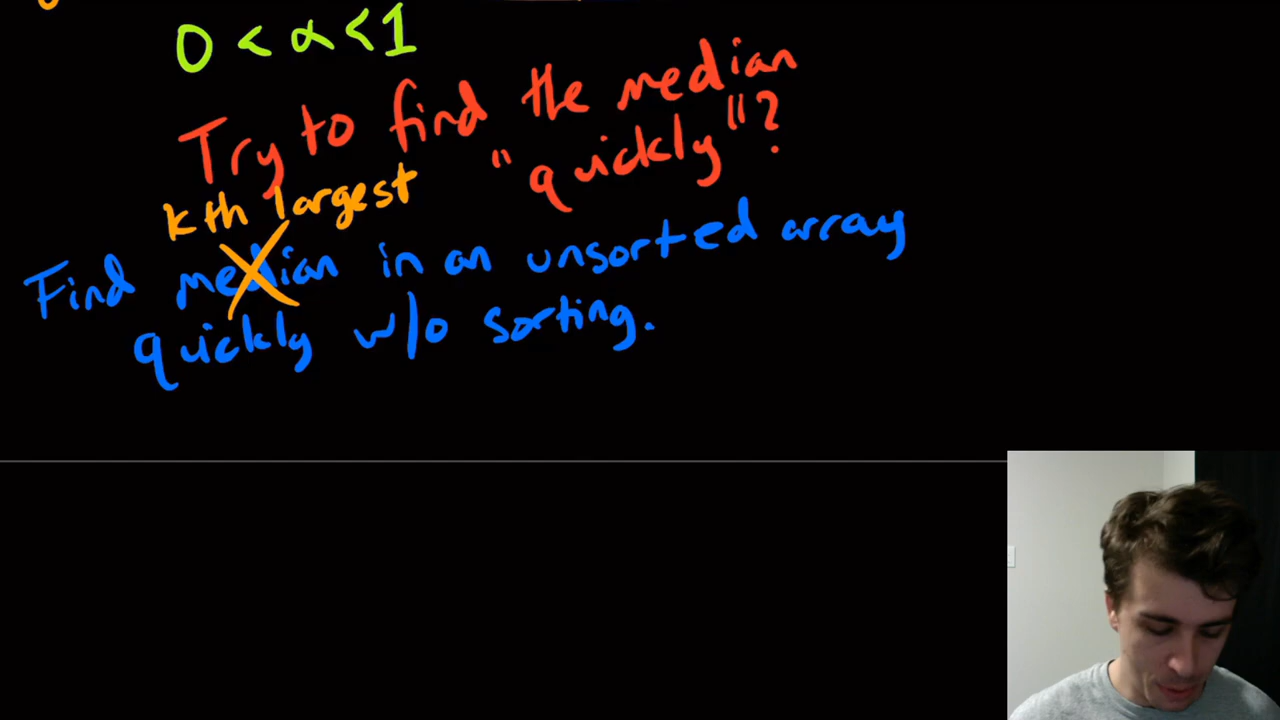 0 < α < 1
Try to find the median
"quickly"?
kth largest
Find median in an unsorted array
quickly w/o sorting.